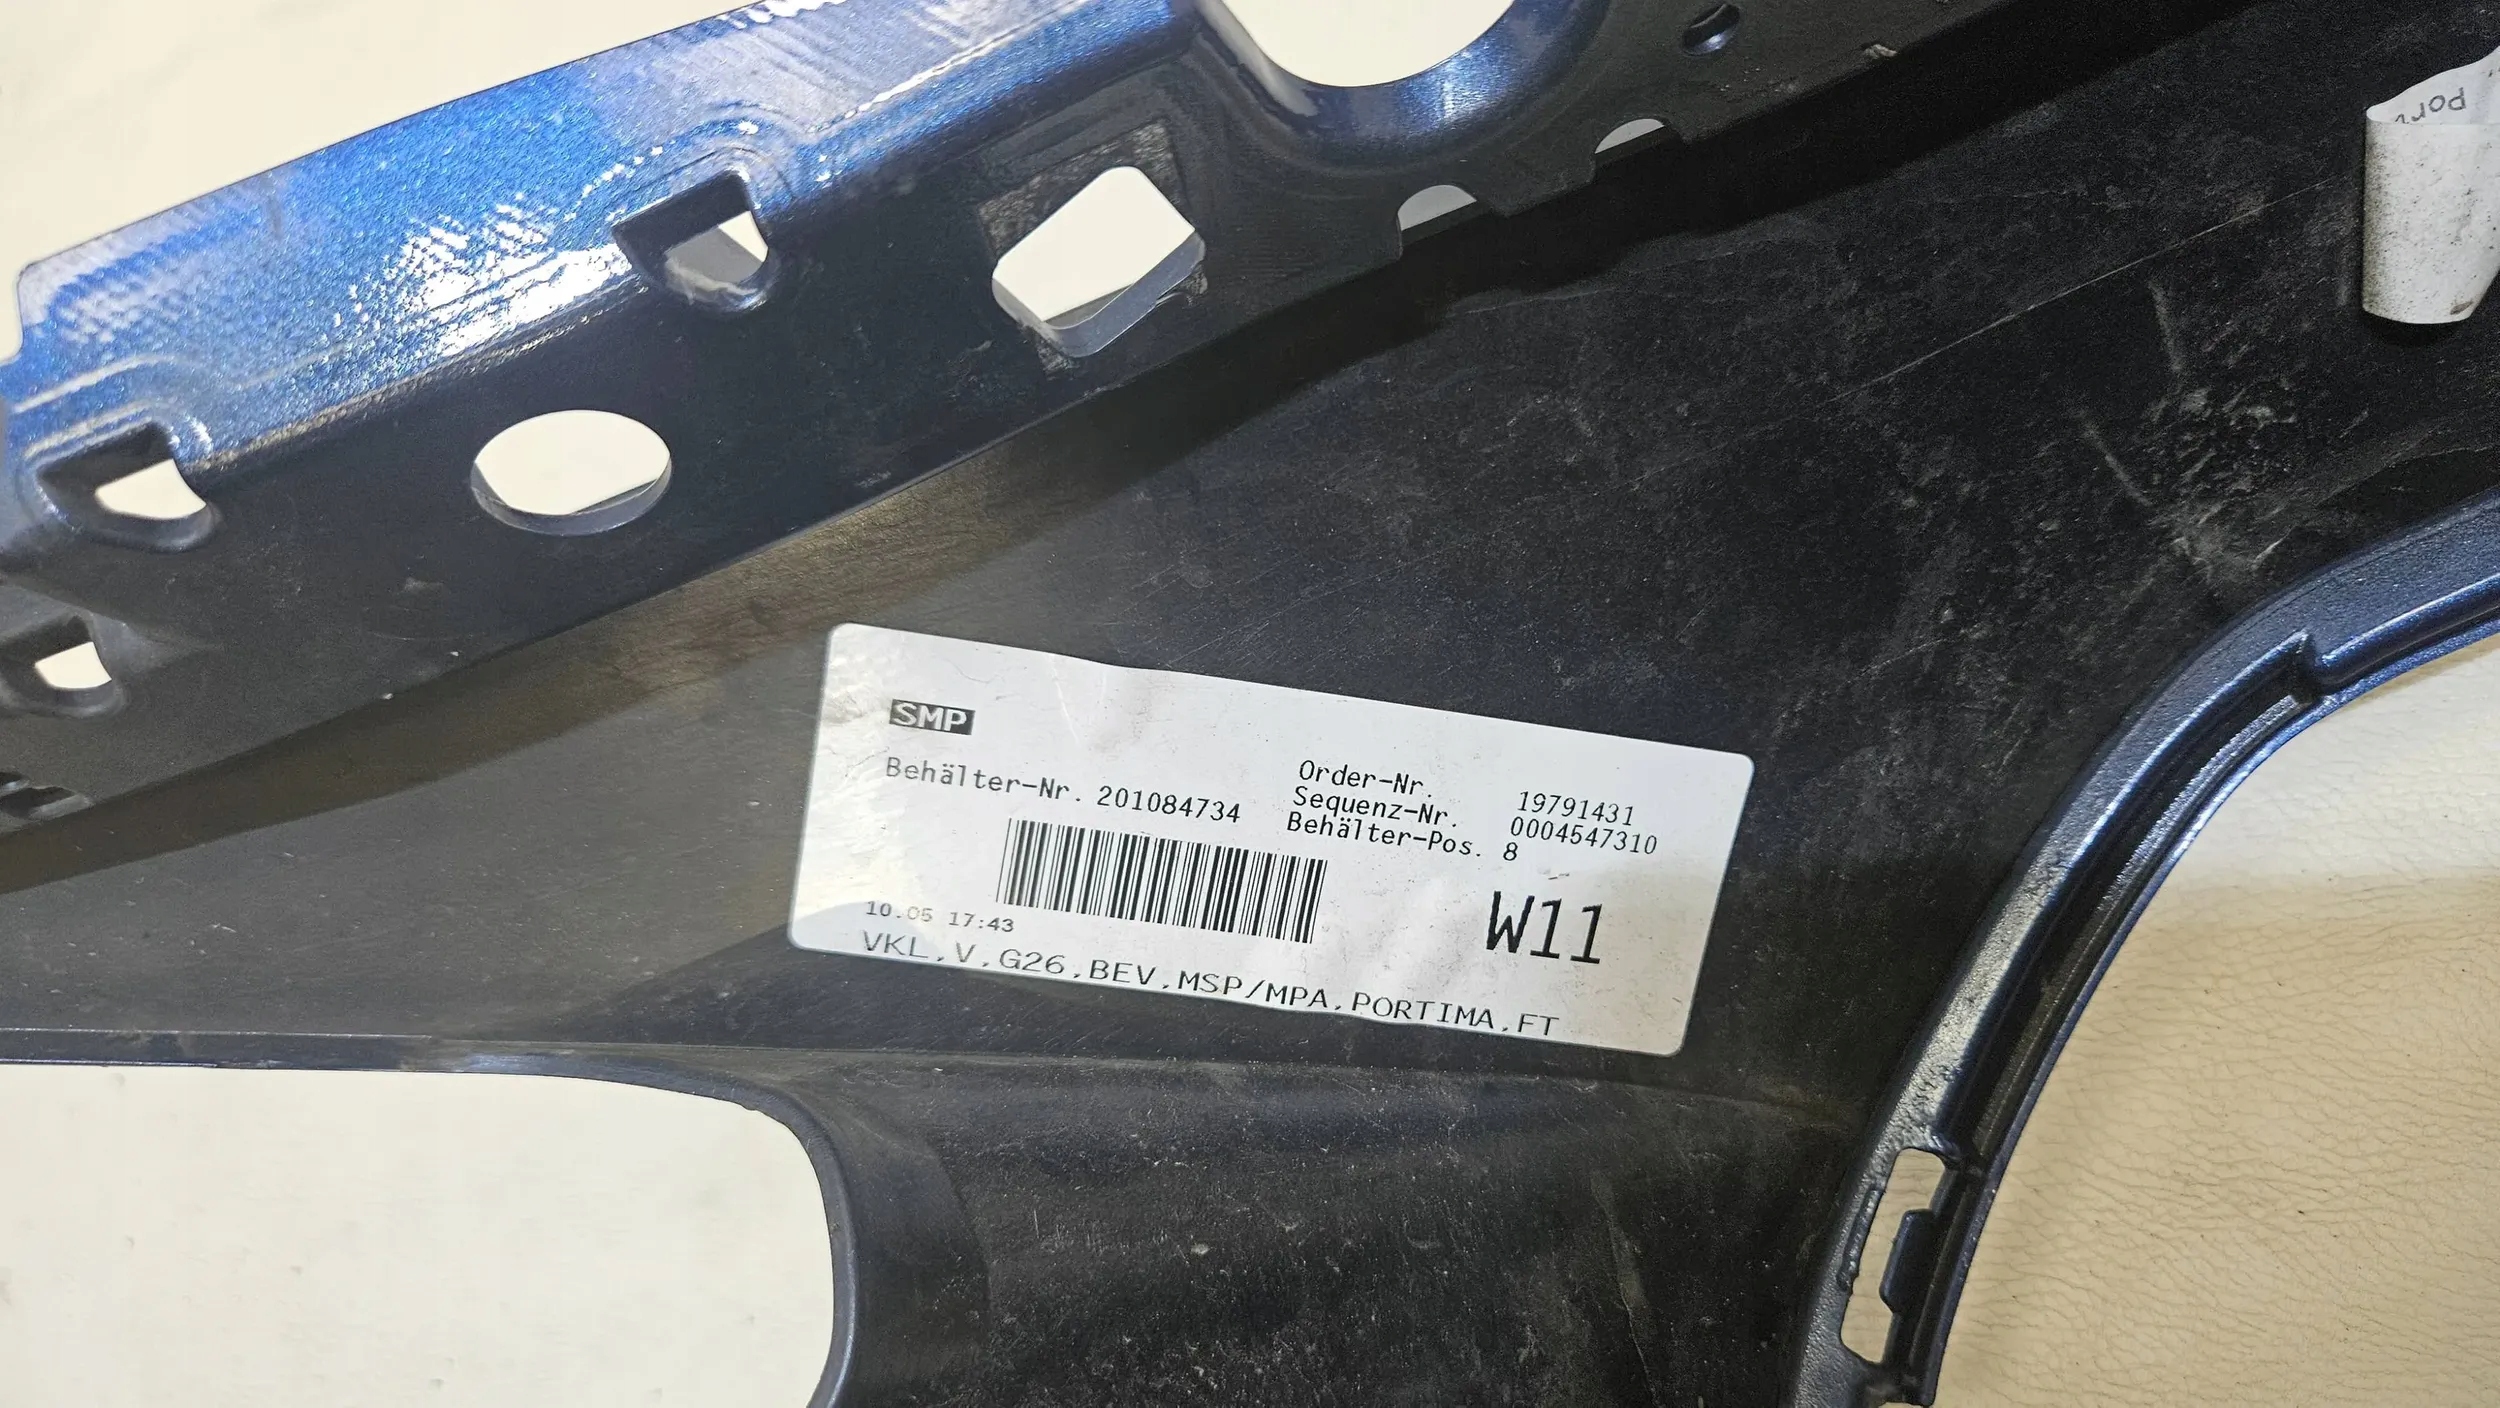 Por
SMP
Behälter-Nr. 201084734
Order-Nr. 19791431
Sequenz-Nr. 0004547310
Behälter-Pos. 8
10.05 17:43
W11
VKL,V,G26,BEV,MSP/MPA,PORTIMA,FT